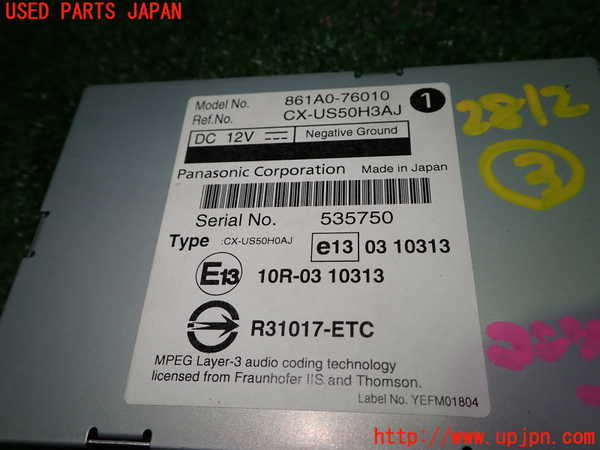 USED PARTS JAPAN
Model No. 861A0-76010
Ref.No. CX-US50H3AJ
1
DC 12V Negative Ground
Panasonic Corporation Made in Japan
Serial No. 535750
Type :CX-US50H0AJ e13 03 10313
E13 10R-03 10313
R31017-ETC
MPEG Layer-3 audio coding technology
licensed from Fraunhofer IIS and Thomson.
Label No. YEFM01804
2812
3
http://www.upjpn.com